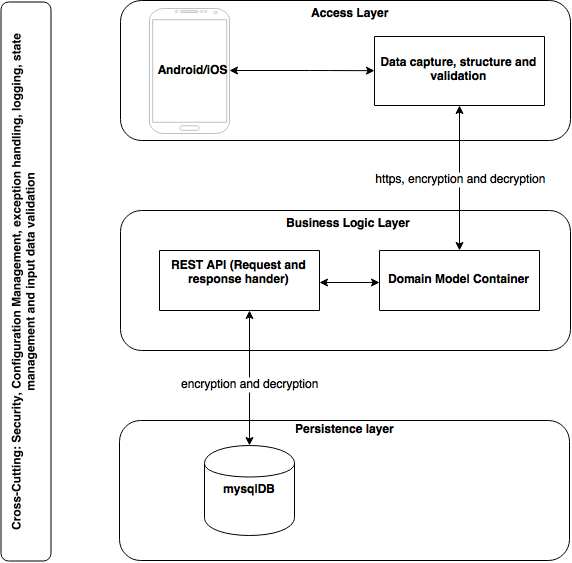 Access Layer
Android/iOS
Data capture, structure and
validation
https, encryption and decryption
Business Logic Layer
REST API (Request and
response hander)
Domain Model Container
encryption and decryption
Persistence layer
mysqlDB
Cross-Cutting: Security, Configuration Management, exception handling, logging, state
management and input data validation